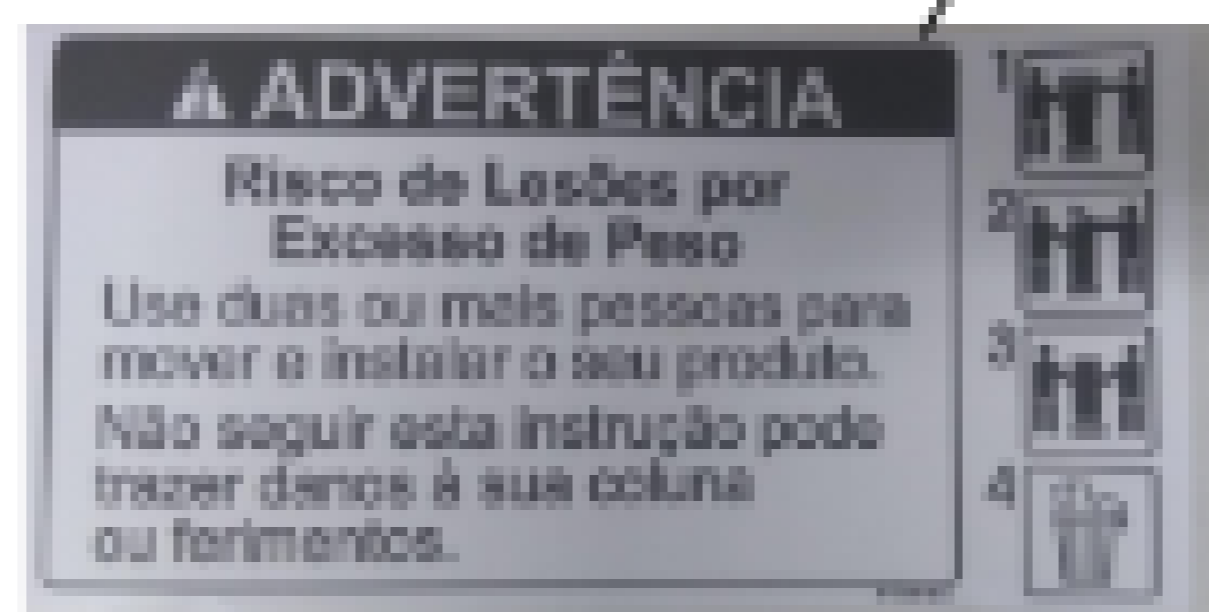 ADVERTÊNCIA
Risco de Lesões por
Excesso de Peso
Use duas ou mais pessoas para
mover e instalar o seu produto.
Não seguir esta instrução pode
trazer danos à sua coluna
ou ferimentos.
1
2
3
4